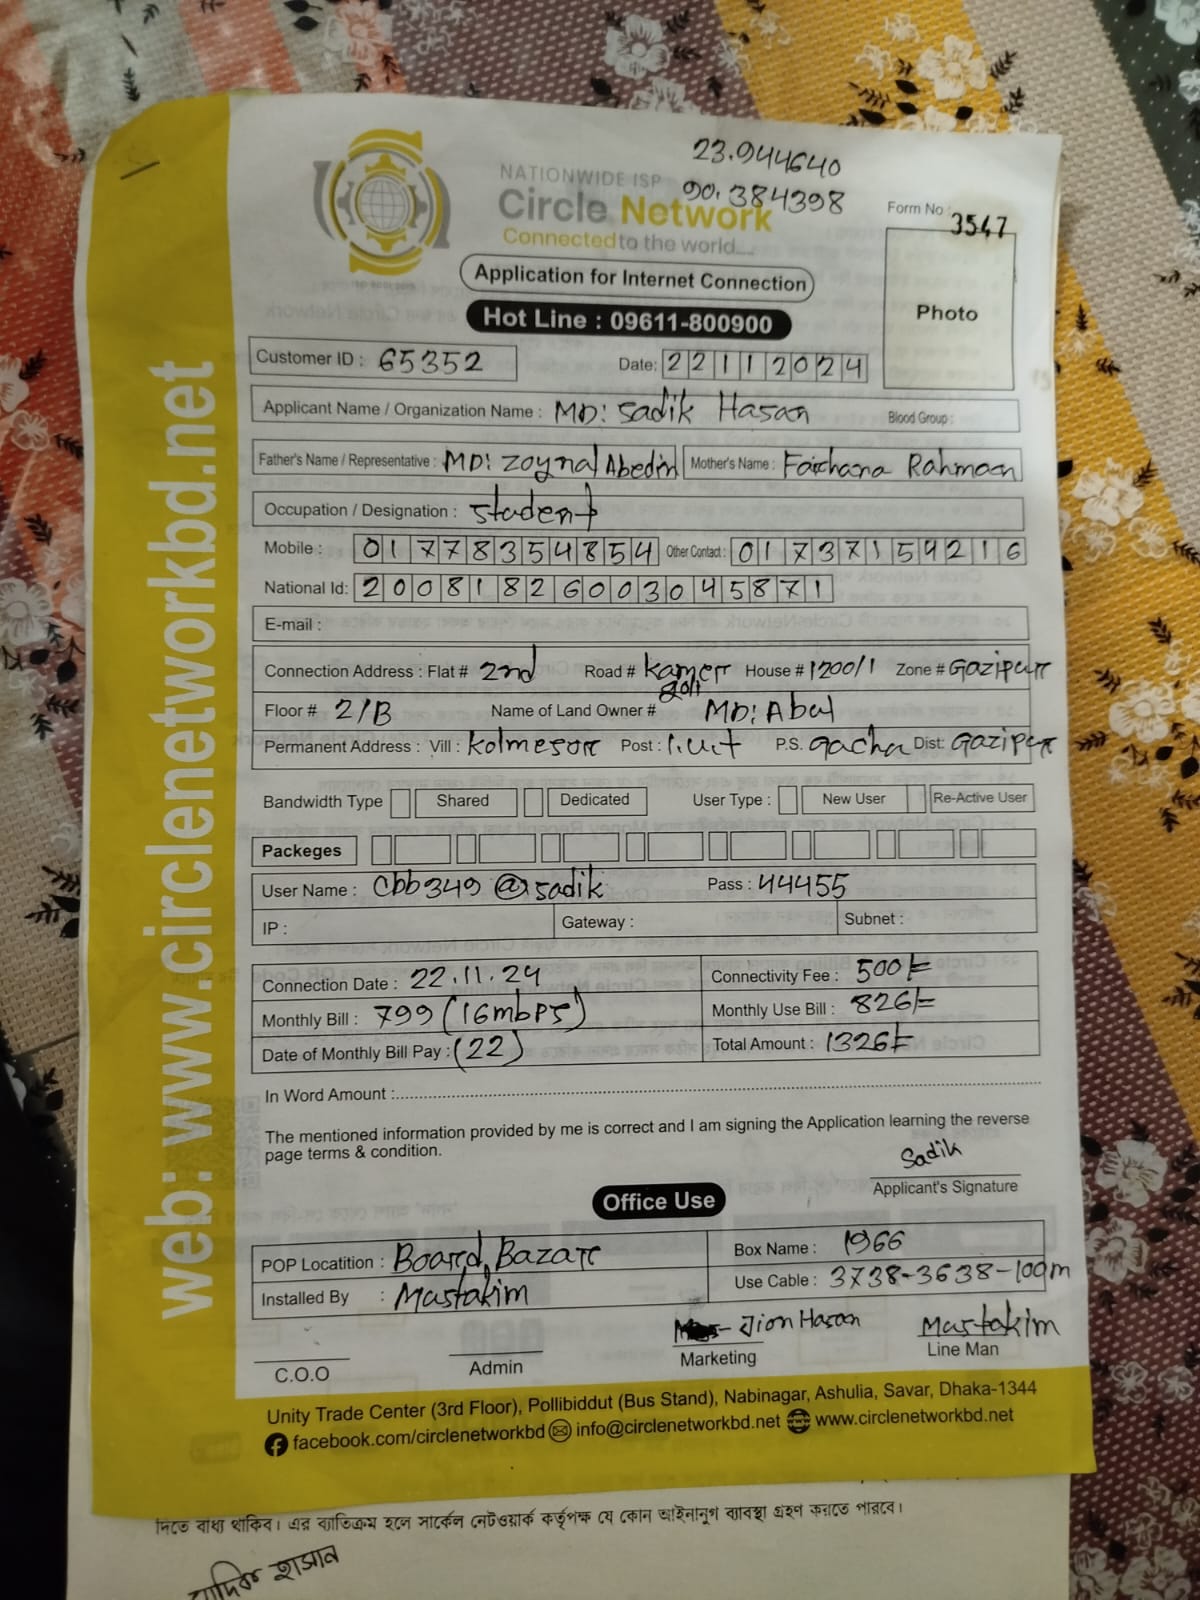 23.944640
90.384398
NATIONWIDE ISP
Circle Network
Connected to the world....
Form No : 3547
Application for Internet Connection
Hot Line : 09611-800900
Photo
Customer ID : 65352 Date: 22112024
Applicant Name / Organization Name : MD: Sadik Hasan Blood Group :
Father's Name / Representative : MD: Zoynal Abedin Mother's Name : Farhana Rahman
Occupation / Designation : Student
Mobile : 01778354854 Other Contact : 01737154216
National Id: 20081826003045871
E-mail :
Connection Address : Flat # 2nd Road # Kamerr goli House # 1200/1 Zone # Gazipur
Floor # 2/B Name of Land Owner # MD: Abul
Permanent Address : Vill : Kolmesor Post : P.S. gacha Dist: Gazipur
Bandwidth Type Shared Dedicated User Type : New User Re-Active User
Packeges
User Name : cbb349@sadik Pass : 44455
IP : Gateway : Subnet :
Connection Date : 22.11.24 Connectivity Fee : 500/=
Monthly Bill : 799 (16mbps) Monthly Use Bill : 826/=
Date of Monthly Bill Pay : (22) Total Amount : 1326/=
In Word Amount :
The mentioned information provided by me is correct and I am signing the Application learning the reverse
page terms & condition.
Sadik
Applicant's Signature
Office Use
POP Locatition : Board Bazar Box Name : 1966
Installed By : Mustakim Use Cable : 3738-3638-100m
Jion Hasan Mustakim
C.O.O Admin Marketing Line Man
Unity Trade Center (3rd Floor), Pollibiddut (Bus Stand), Nabinagar, Ashulia, Savar, Dhaka-1344
facebook.com/circlenetworkbd info@circlenetworkbd.net www.circlenetworkbd.net
web: www.circlenetworkbd.net
দিতে বাধ্য থাকিব। এর ব্যতিক্রম হলে সার্কেল নেটওয়ার্ক কর্তৃপক্ষ যে কোন আইনানুগ ব্যবস্থা গ্রহণ করতে পারবে।
সাদিক হাসান